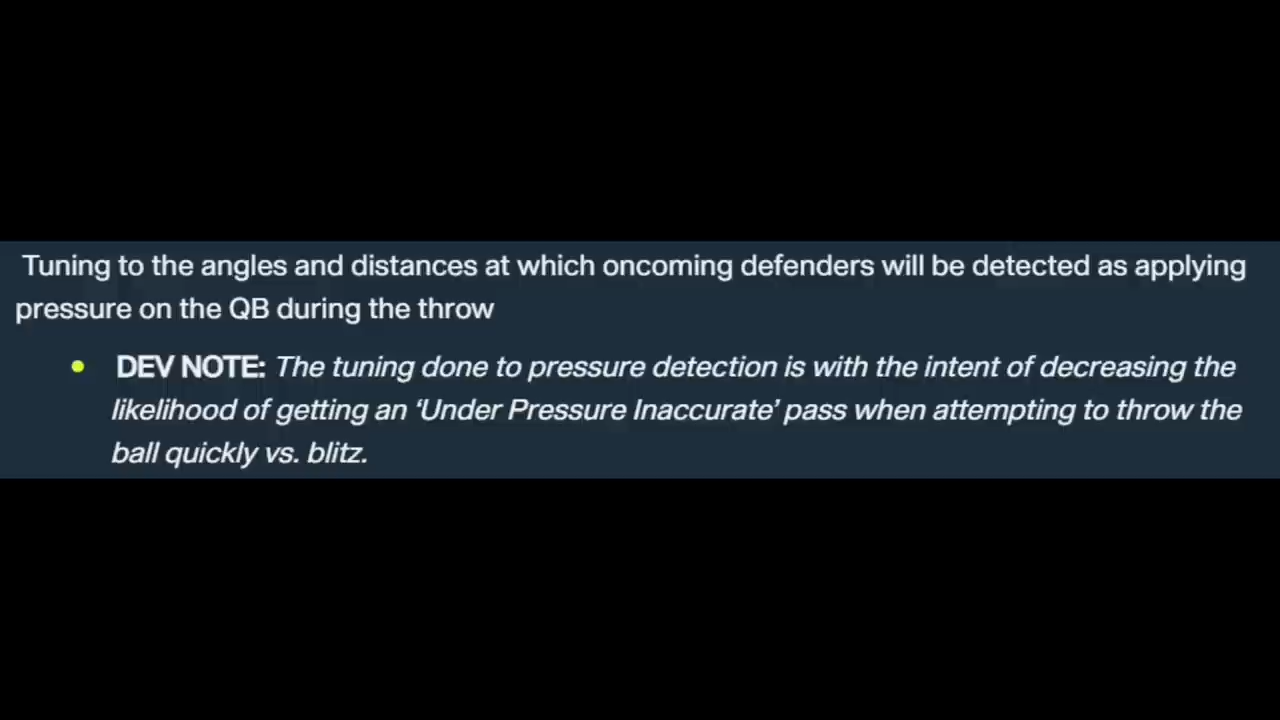 Tuning to the angles and distances at which oncoming defenders will be detected as applying
pressure on the QB during the throw
DEV NOTE: The tuning done to pressure detection is with the intent of decreasing the
likelihood of getting an ‘Under Pressure Inaccurate’ pass when attempting to throw the
ball quickly vs. blitz.